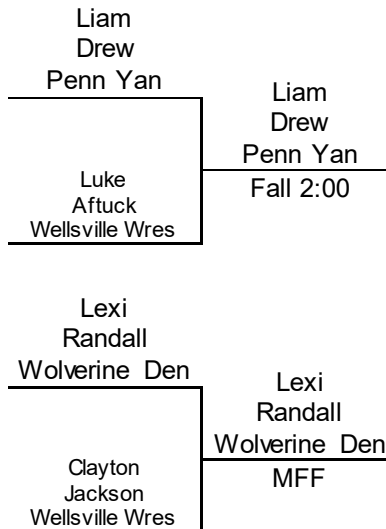 Liam
Drew
Penn Yan
Liam
Drew
Penn Yan
Luke
Aftuck
Wellsville Wres
Fall 2:00
Lexi
Randall
Wolverine Den
Lexi
Randall
Wolverine Den
Clayton
Jackson
Wellsville Wres
MFF